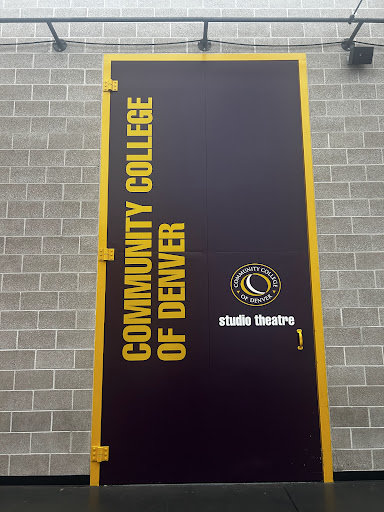 COMMUNITY COLLEGE
OF DENVER
COMMUNITY COLLEGE
OF DENVER
studio theatre